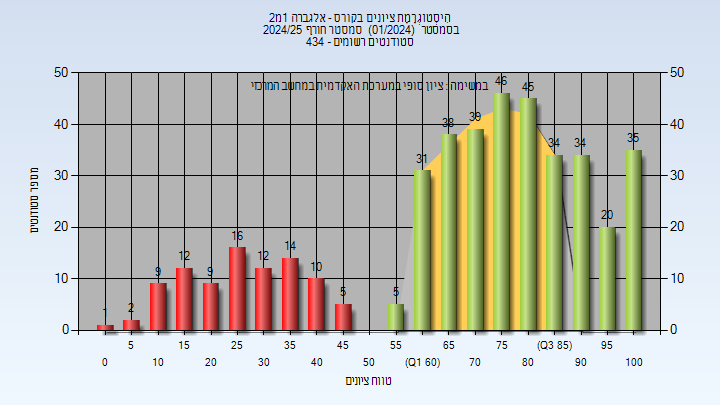 היסטוגרמת ציונים בקורס - אלגברה 1מ2
בסמסטר (01/2024) סמסטר חורף 2024/25
סטודנטים רשומים - 434
במשימה : ציון סופי במערכת האקדמית במחשב המרכזי
מספר סטודנטים
50 40 30 20 10 0
1 2 9 12 9 16 12 14 10 5 5 31 38 39 46 45 34 34 20 35
50 40 30 20 10 0
5 15 25 35 45 55 65 75 (Q3 85) 95
0 10 20 30 40 50 (Q1 60) 70 80 90 100
טווח ציונים